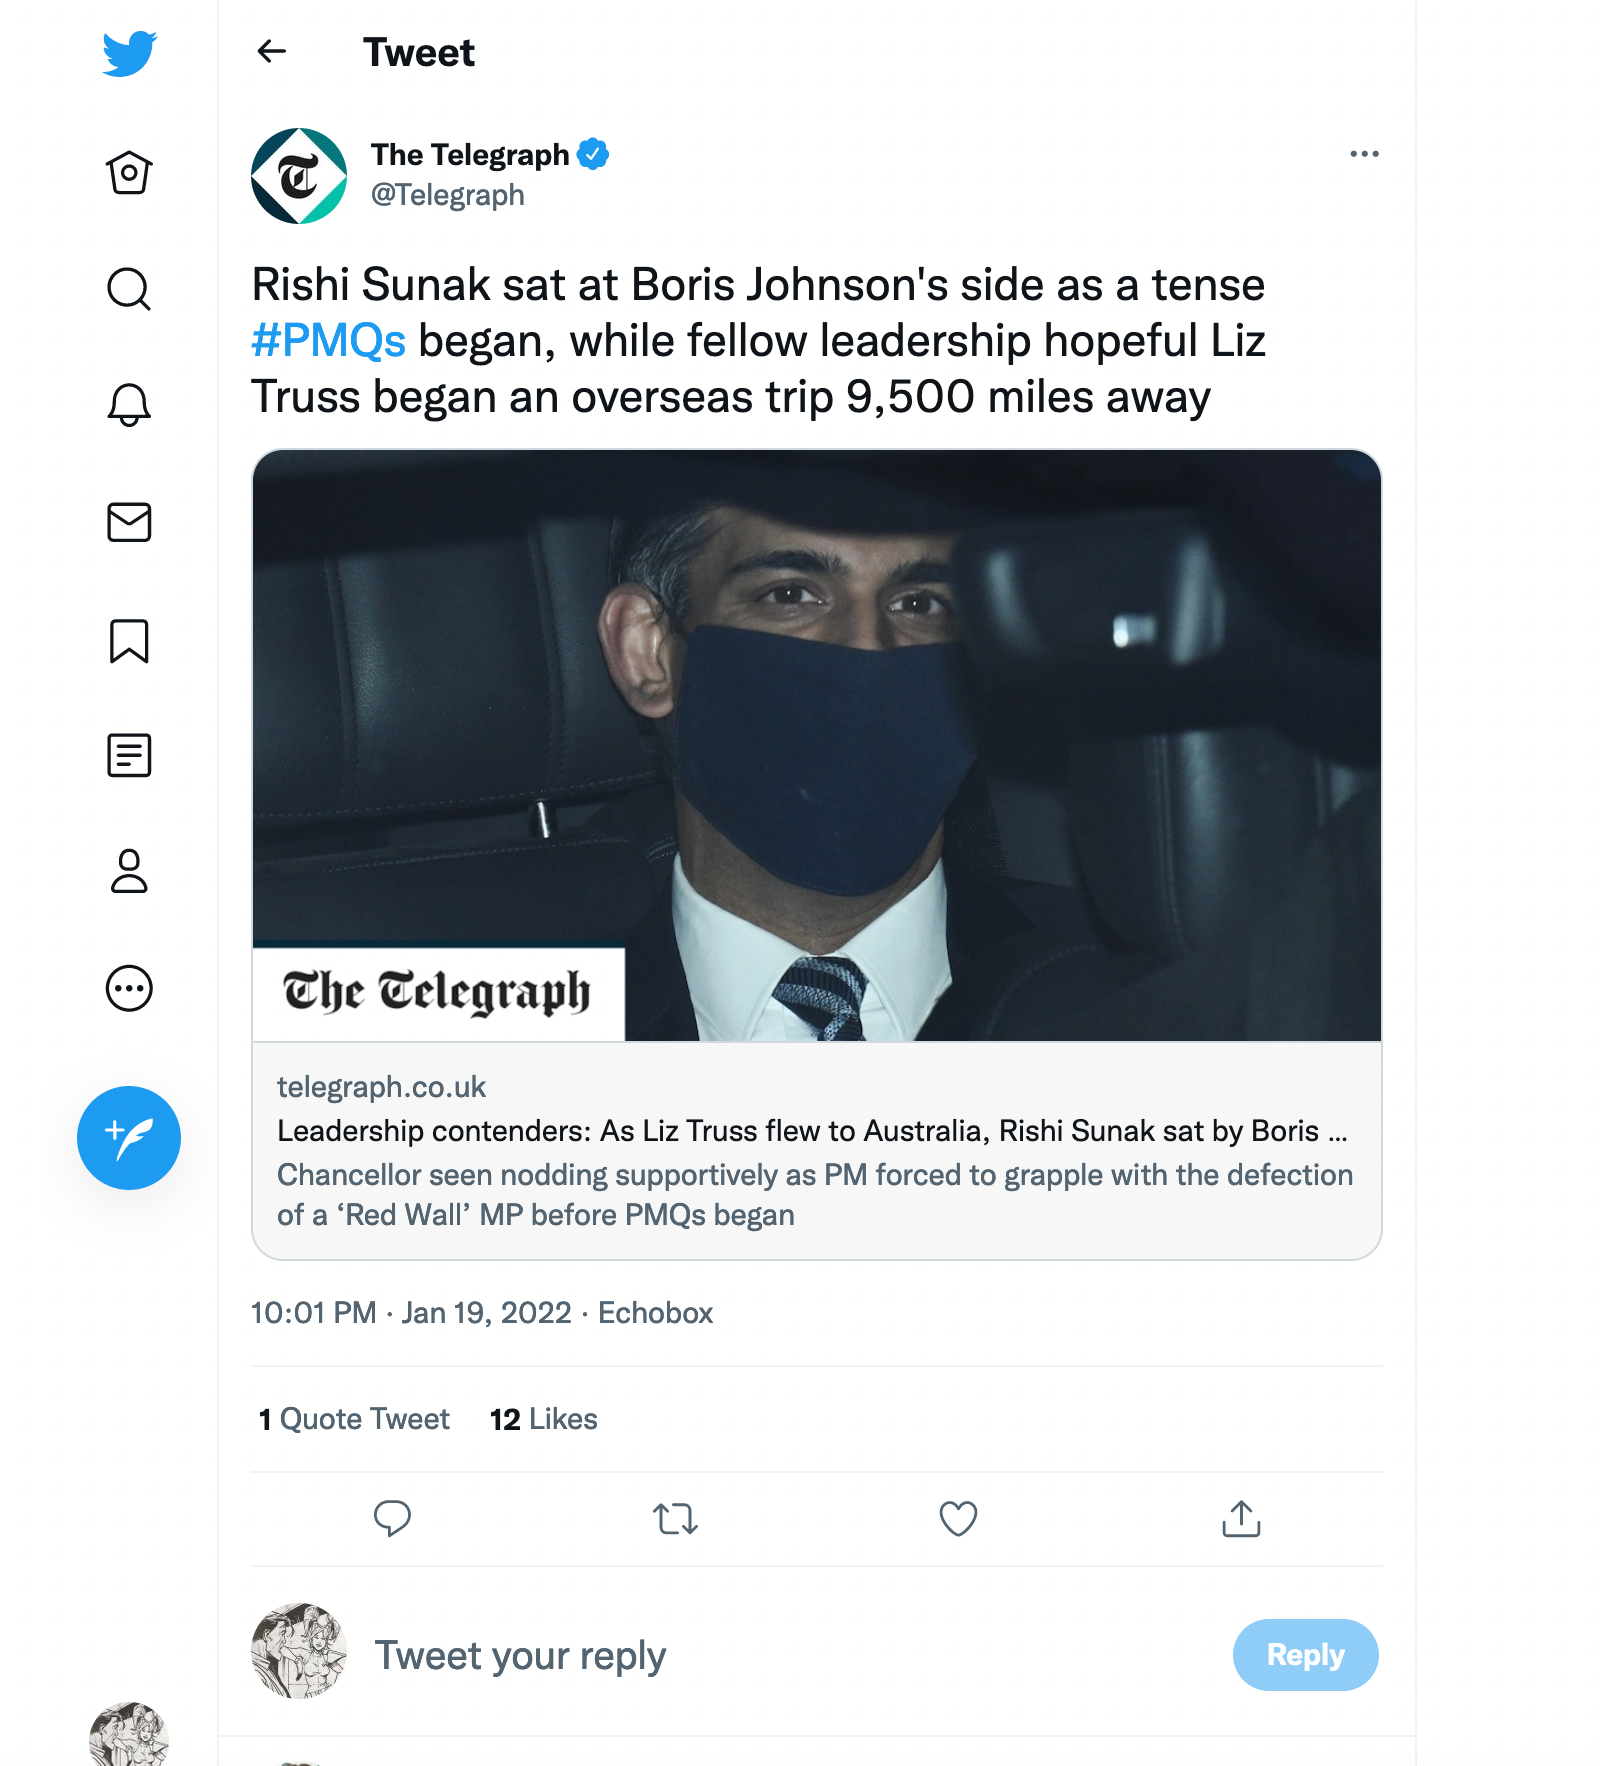 Tweet
The Telegraph
@Telegraph
Rishi Sunak sat at Boris Johnson's side as a tense
#PMQs began, while fellow leadership hopeful Liz
Truss began an overseas trip 9,500 miles away
The Telegraph
telegraph.co.uk
Leadership contenders: As Liz Truss flew to Australia, Rishi Sunak sat by Boris ...
Chancellor seen nodding supportively as PM forced to grapple with the defection
of a ‘Red Wall’ MP before PMQs began
10:01 PM · Jan 19, 2022 · Echobox
1 Quote Tweet 12 Likes
Tweet your reply
Reply